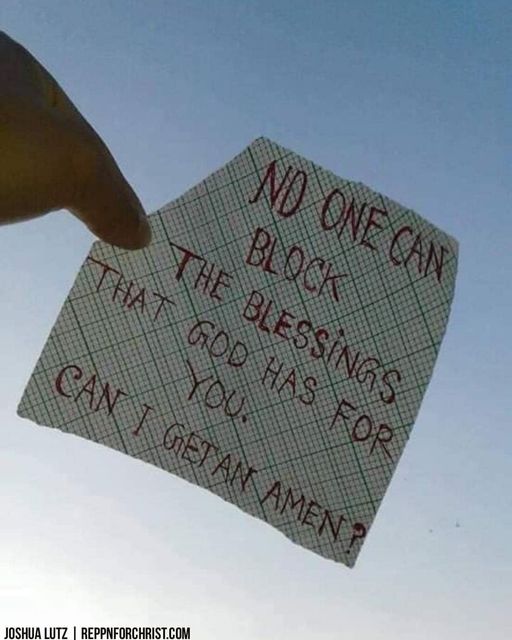 NO ONE CAN
BLOCK
THE BLESSiNGS
THAT GOD HAS FOR
YOU.
CAN I GET AN AMEN?
JOSHUA LUTZ | REPPNFORCHRIST.COM